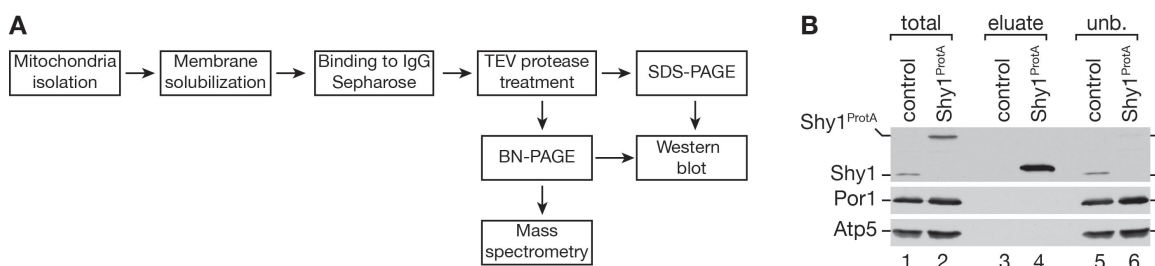 A
Mitochondria
isolation
Membrane
solubilization
Binding to IgG
Sepharose
TEV protease
treatment
SDS-PAGE
BN-PAGE
Western
blot
Mass
spectrometry
B
total eluate unb.
control Shy1ProtA control Shy1ProtA control Shy1ProtA
Shy1ProtA
Shy1
Por1
Atp5
1 2 3 4 5 6